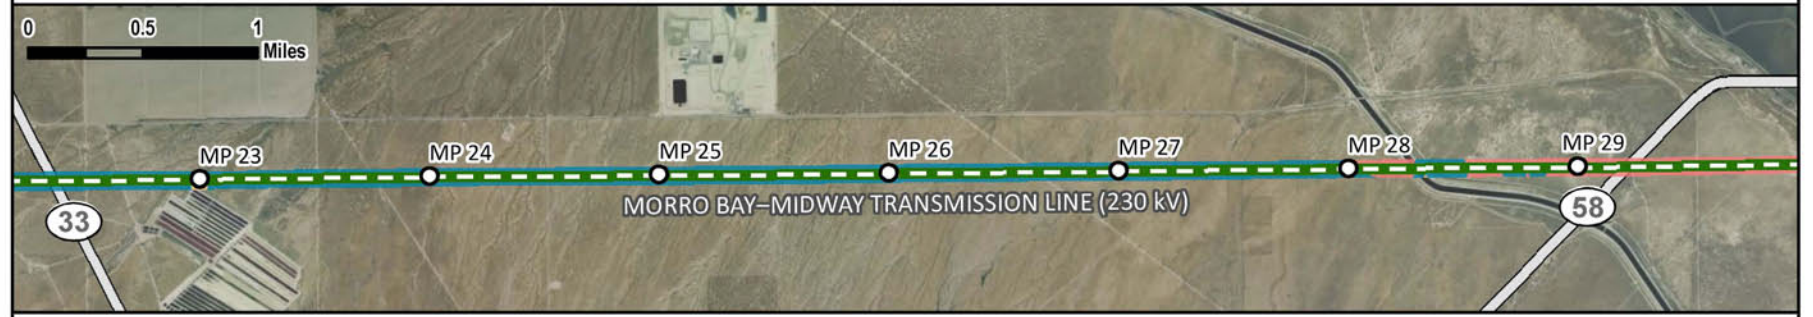 0 0.5 1
Miles
MP 23 MP 24 MP 25 MP 26 MP 27 MP 28 MP 29
MORRO BAY–MIDWAY TRANSMISSION LINE (230 kV)
33 58